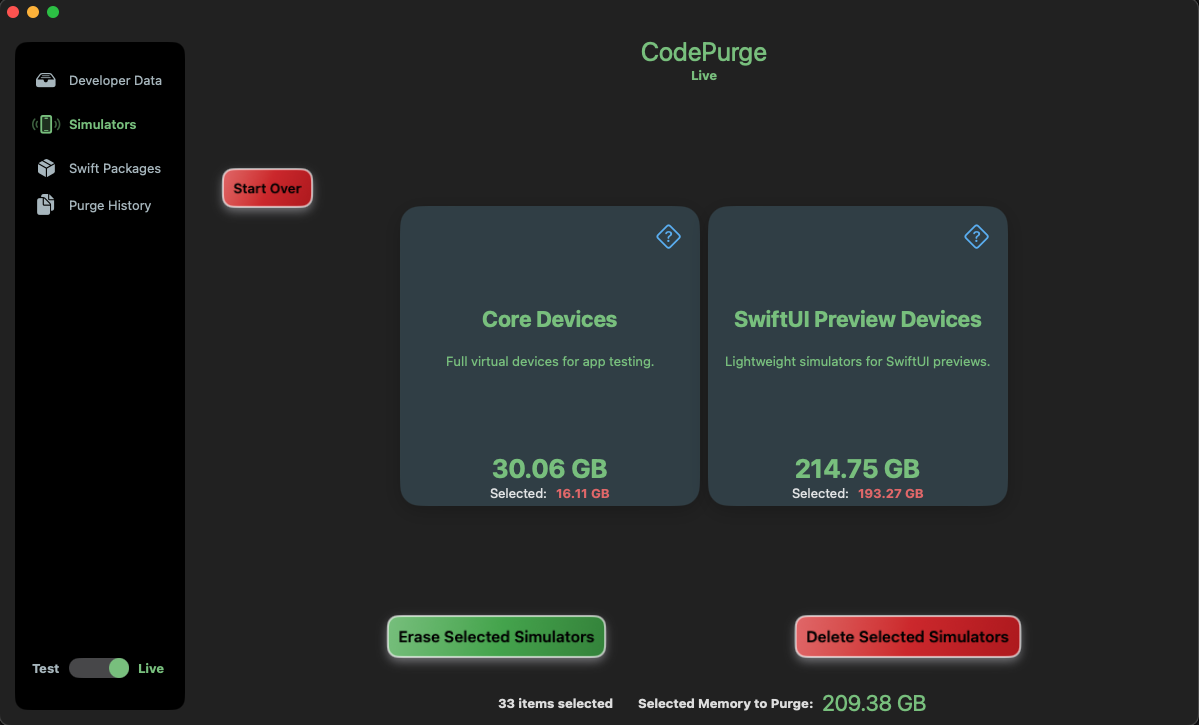 CodePurge
Live
Developer Data
Simulators
Swift Packages
Purge History
Start Over
?
Core Devices
Full virtual devices for app testing.
30.06 GB
Selected: 16.11 GB
?
SwiftUI Preview Devices
Lightweight simulators for SwiftUI previews.
214.75 GB
Selected: 193.27 GB
Erase Selected Simulators
Delete Selected Simulators
Test Live
33 items selected Selected Memory to Purge: 209.38 GB